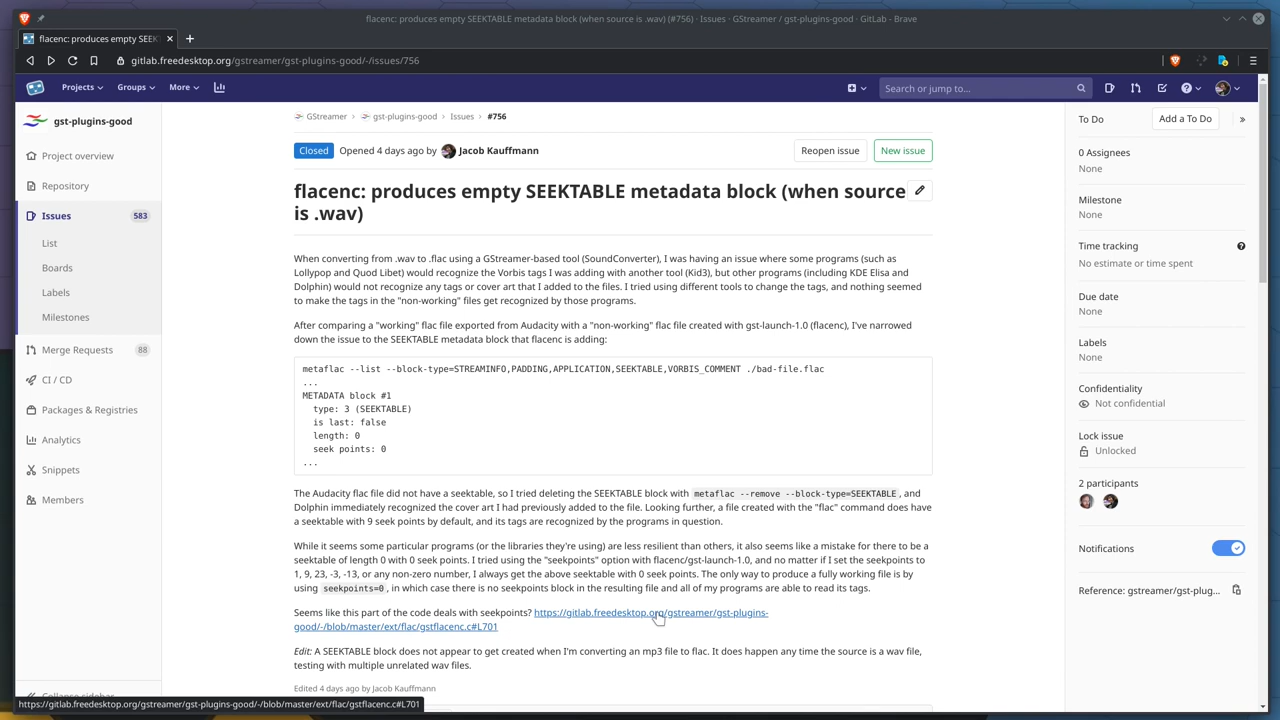 flacenc: produces empty SEEKTABLE metadata block (when source is .wav) (#756) · Issues · GStreamer / gst-plugins-good · GitLab - Brave
flacenc: produces empty SEEK
gitlab.freedesktop.org/gstreamer/gst-plugins-good/-/issues/756
Projects
Groups
More
Search or jump to...
gst-plugins-good
Project overview
Repository
Issues 583
List
Boards
Labels
Milestones
Merge Requests 88
CI / CD
Packages & Registries
Analytics
Snippets
Members
Collapse sidebar
GStreamer > gst-plugins-good > Issues > #756
Closed Opened 4 days ago by Jacob Kauffmann
Reopen issue
New issue
flacenc: produces empty SEEKTABLE metadata block (when source
is .wav)
When converting from .wav to .flac using a GStreamer-based tool (SoundConverter), I was having an issue where some programs (such as
Lollypop and Quod Libet) would recognize the Vorbis tags I was adding with another tool (Kid3), but other programs (including KDE Elisa and
Dolphin) would not recognize any tags or cover art that I added to the files. I tried using different tools to change the tags, and nothing seemed
to make the tags in the "non-working" files get recognized by those programs.
After comparing a "working" flac file exported from Audacity with a "non-working" flac file created with gst-launch-1.0 (flacenc), I've narrowed
down the issue to the SEEKTABLE metadata block that flacenc is adding:
metaflac --list --block-type=STREAMINFO,PADDING,APPLICATION,SEEKTABLE,VORBIS_COMMENT ./bad-file.flac
...
METADATA block #1
type: 3 (SEEKTABLE)
is last: false
length: 0
seek points: 0
...
The Audacity flac file did not have a seektable, so I tried deleting the SEEKTABLE block with metaflac --remove --block-type=SEEKTABLE, and
Dolphin immediately recognized the cover art I had previously added to the file. Looking further, a file created with the "flac" command does have
a seektable with 9 seek points by default, and its tags are recognized by the programs in question.
While it seems some particular programs (or the libraries they're using) are less resilient than others, it also seems like a mistake for there to be a
seektable of length 0 with 0 seek points. I tried using the "seekpoints" option with flacenc/gst-launch-1.0, and no matter if I set the seekpoints to
1, 9, 23, -3, -13, or any non-zero number, I always get the above seektable with 0 seek points. The only way to produce a fully working file is by
using seekpoints=0, in which case there is no seekpoints block in the resulting file and all of my programs are able to read its tags.
Seems like this part of the code deals with seekpoints? https://gitlab.freedesktop.org/gstreamer/gst-plugins-
good/-/blob/master/ext/flac/gstflacenc.c#L701
Edit: A SEEKTABLE block does not appear to get created when I'm converting an mp3 file to flac. It does happen any time the source is a wav file,
testing with multiple unrelated wav files.
Edited 4 days ago by Jacob Kauffmann
To Do
Add a To Do
0 Assignees
None
Milestone
None
Time tracking
No estimate or time spent
Due date
None
Labels
None
Confidentiality
Not confidential
Lock issue
Unlocked
2 participants
Notifications
Reference: gstreamer/gst-plug...
https://gitlab.freedesktop.org/gstreamer/gst-plugins-good/-/blob/master/ext/flac/gstflacenc.c#L701